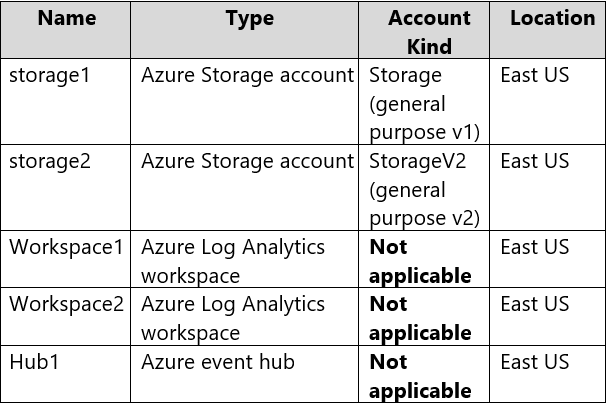 Name Type Account Location
Kind
storage1 Azure Storage account Storage East US
(general
purpose v1)
storage2 Azure Storage account StorageV2 East US
(general
purpose v2)
Workspace1 Azure Log Analytics Not East US
workspace applicable
Workspace2 Azure Log Analytics Not East US
workspace applicable
Hub1 Azure event hub Not East US
applicable